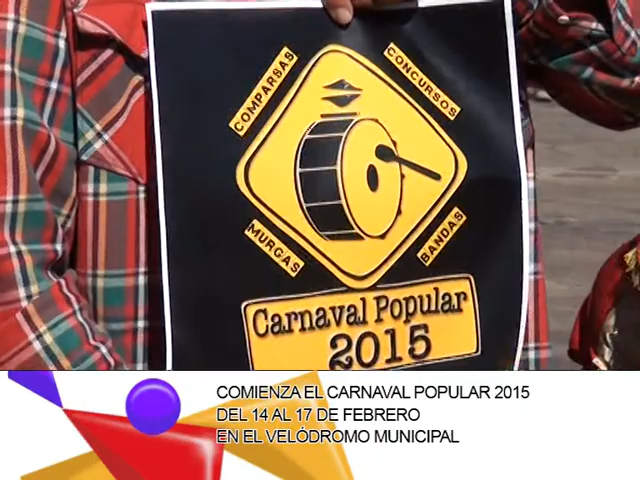 COMPARSAS
CONCURSOS
MURGAS
BANDAS
Carnaval Popular
2015
COMIENZA EL CARNAVAL POPULAR 2015
DEL 14 AL 17 DE FEBRERO
EN EL VELÓDROMO MUNICIPAL